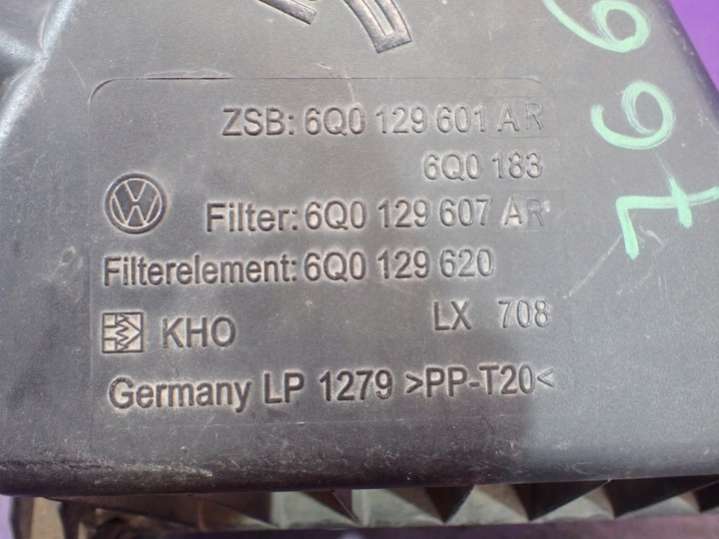 ZSB: 6Q0 129 601 AR
6Q0 183
Filter: 6Q0 129 607 AR
Filterelement: 6Q0 129 620
KHO LX 708
Germany LP 1279 >PP-T20<
799